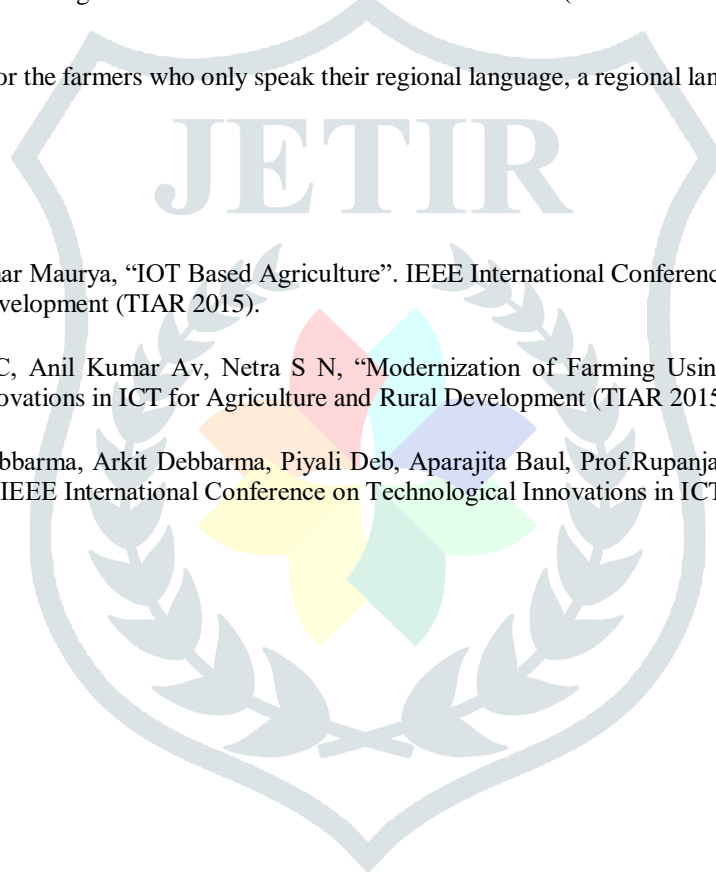 or the farmers who only speak their regional language, a regional lan
JETIR
nar Maurya, “IOT Based Agriculture”. IEEE International Conferenc
velopment (TIAR 2015).
C, Anil Kumar Av, Netra S N, “Modernization of Farming Usin
ovations in ICT for Agriculture and Rural Development (TIAR 2015
bbarma, Arkit Debbarma, Piyali Deb, Aparajita Baul, Prof.Rupanja
IEEE International Conference on Technological Innovations in ICT